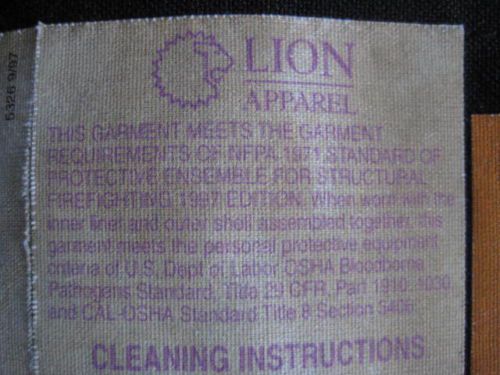 5326 9/97
LION
APPAREL
THIS GARMENT MEETS THE GARMENT
REQUIREMENTS OF NFPA 1971 STANDARD OF
PROTECTIVE ENSEMBLE FOR STRUCTURAL
FIREFIGHTING 1997 EDITION. When worn with the
inner liner and outer shell assembled together, this
garment meets the personal protective equipment
criteria of U.S. Dept of Labor OSHA Bloodborne
Pathogens Standard, Title 29 CFR, Part 1910.1030
and CAL-OSHA Standard Title 8 Section 5406
CLEANING INSTRUCTIONS